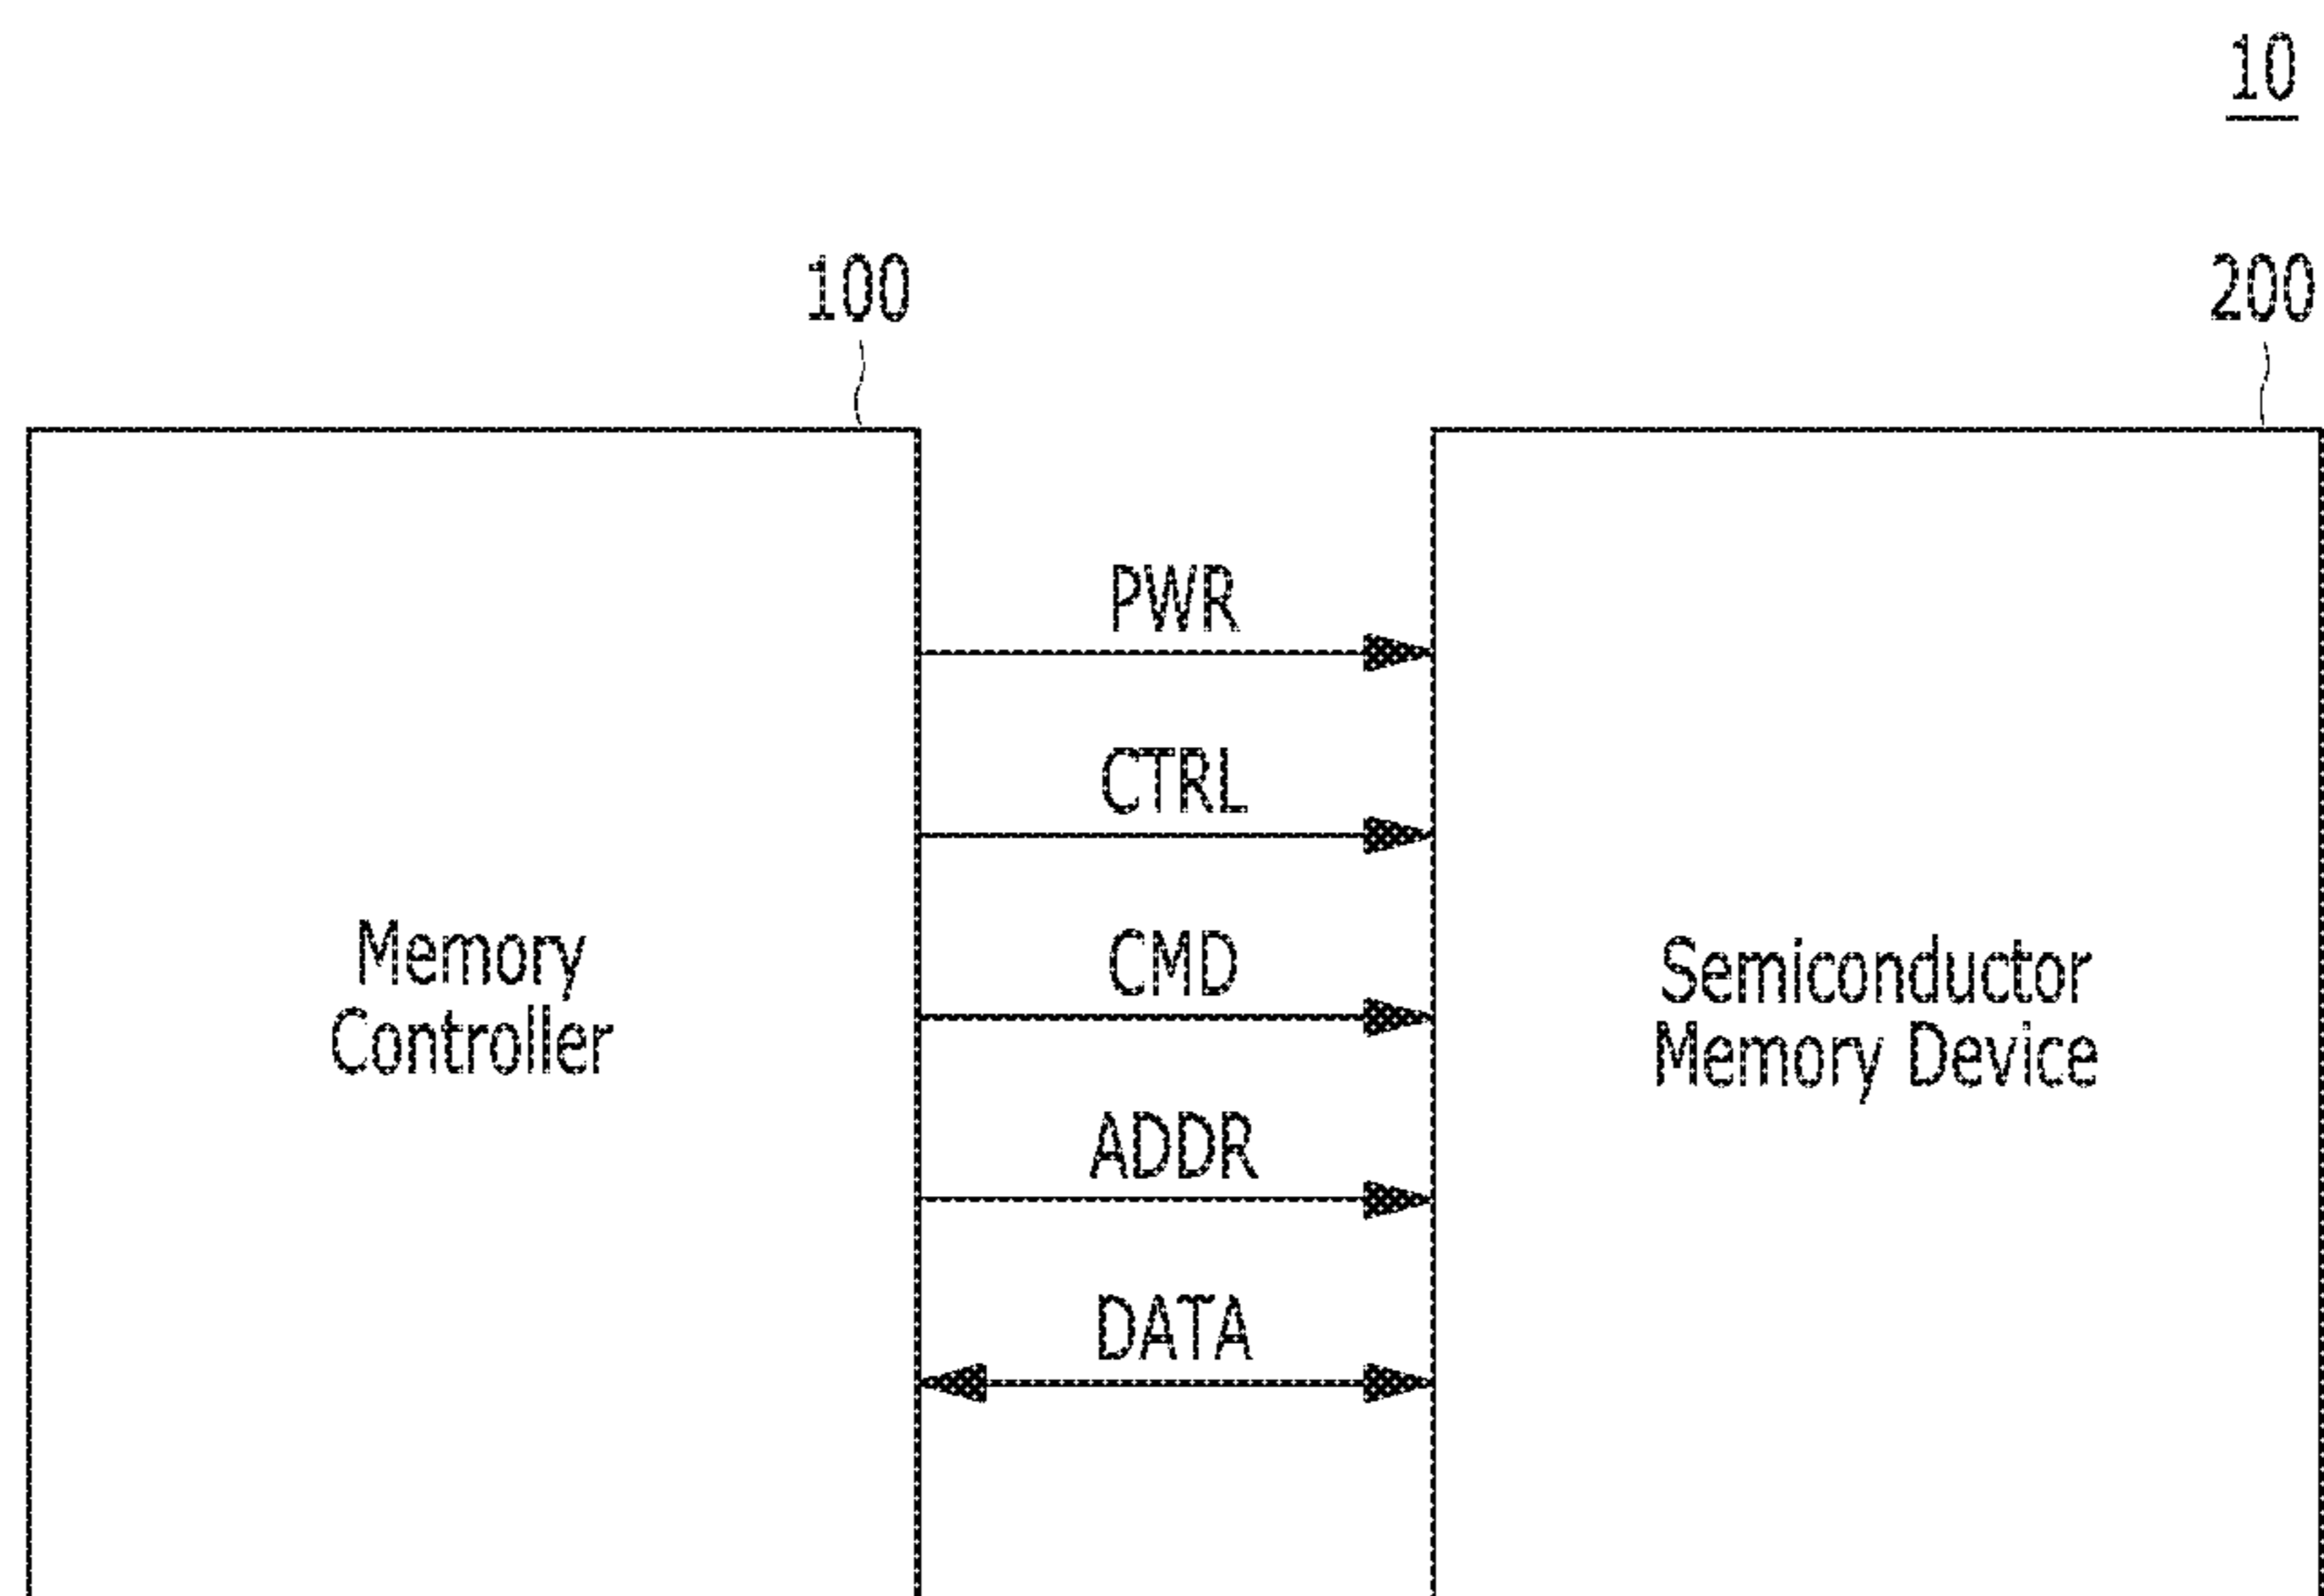 10
100
200
PWR
CTRL
CMD
ADDR
DATA
Memory
Controller
Semiconductor
Memory Device